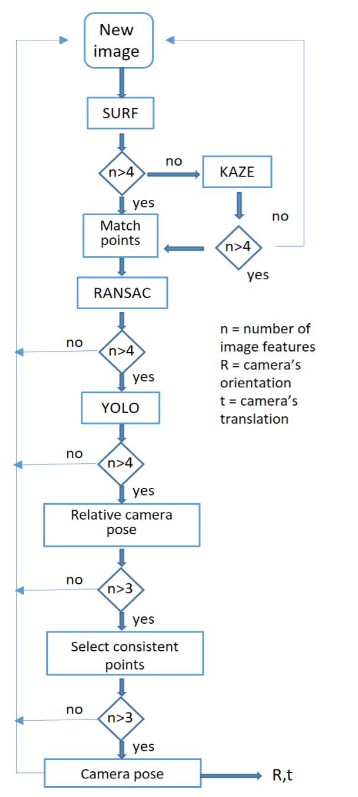 New
image
SURF
n>4
no
KAZE
yes
no
Match
points
n>4
yes
RANSAC
n = number of
image features
R = camera's
orientation
t = camera's
translation
no
n>4
yes
YOLO
no
n>4
yes
Relative camera
pose
no
n>3
yes
Select consistent
points
no
n>3
yes
Camera pose
R,t